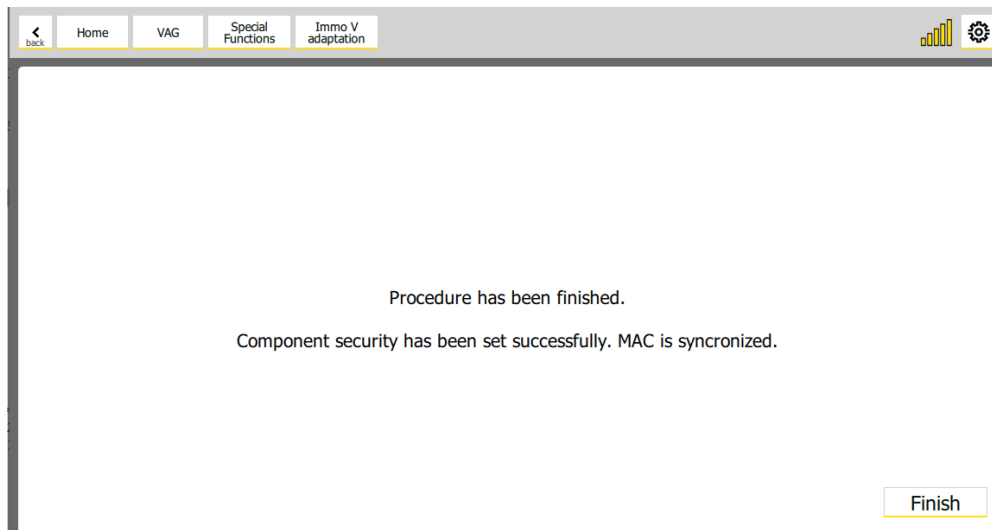 back
Home
VAG
Special
Functions
Immo V
adaptation
Procedure has been finished.
Component security has been set successfully. MAC is syncronized.
Finish